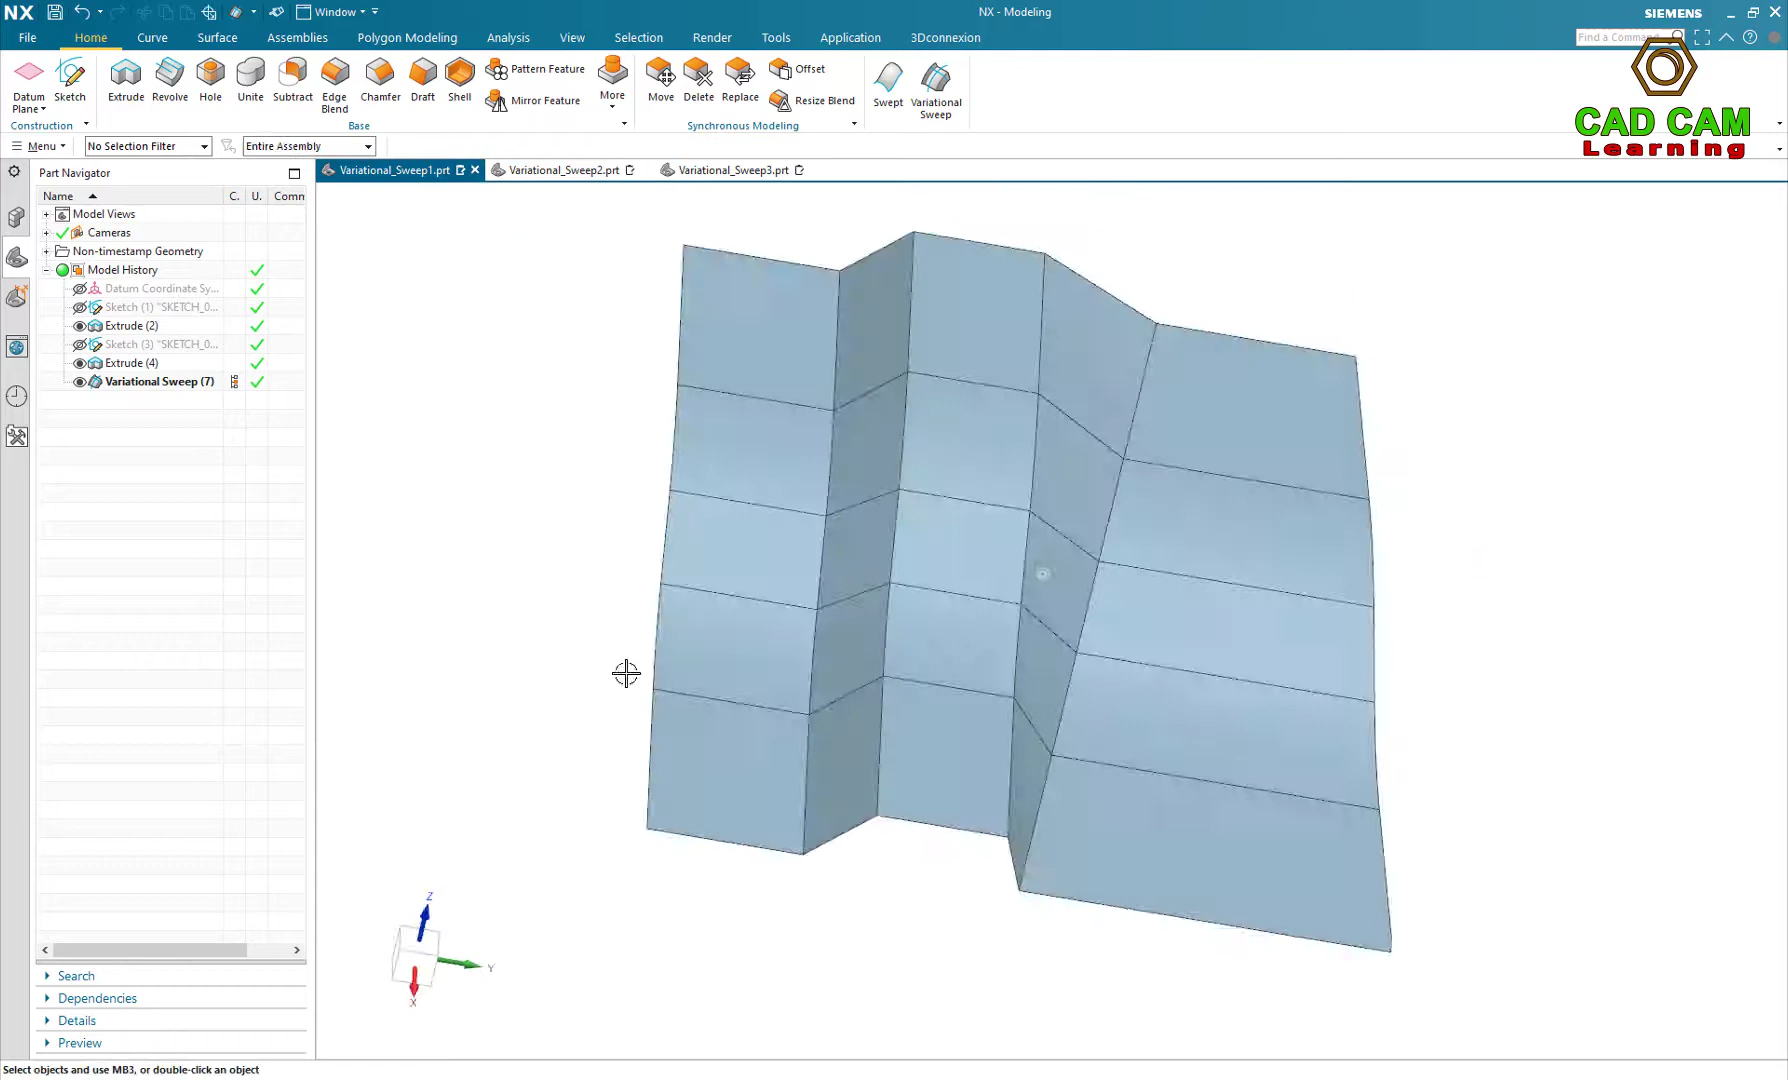 NX
Window
NX - Modeling
SIEMENS
File
Home
Curve
Surface
Assemblies
Polygon Modeling
Analysis
View
Selection
Render
Tools
Application
3Dconnexion
Find a Command
Datum
Plane
Sketch
Extrude
Revolve
Hole
Unite
Subtract
Edge
Blend
Chamfer
Draft
Shell
Pattern Feature
Mirror Feature
More
Move
Delete
Replace
Offset
Resize Blend
Swept
Variational
Sweep
Construction
Base
Synchronous Modeling
CAD CAM
Learning
Menu
No Selection Filter
Entire Assembly
Part Navigator
Variational_Sweep1.prt
Variational_Sweep2.prt
Variational_Sweep3.prt
Name
C.
U.
Comn
Model Views
Cameras
Non-timestamp Geometry
Model History
Datum Coordinate Sy...
Sketch (1) "SKETCH_0...
Extrude (2)
Sketch (3) "SKETCH_0...
Extrude (4)
Variational Sweep (7)
Z
Y
X
Search
Dependencies
Details
Preview
Select objects and use MB3, or double-click an object